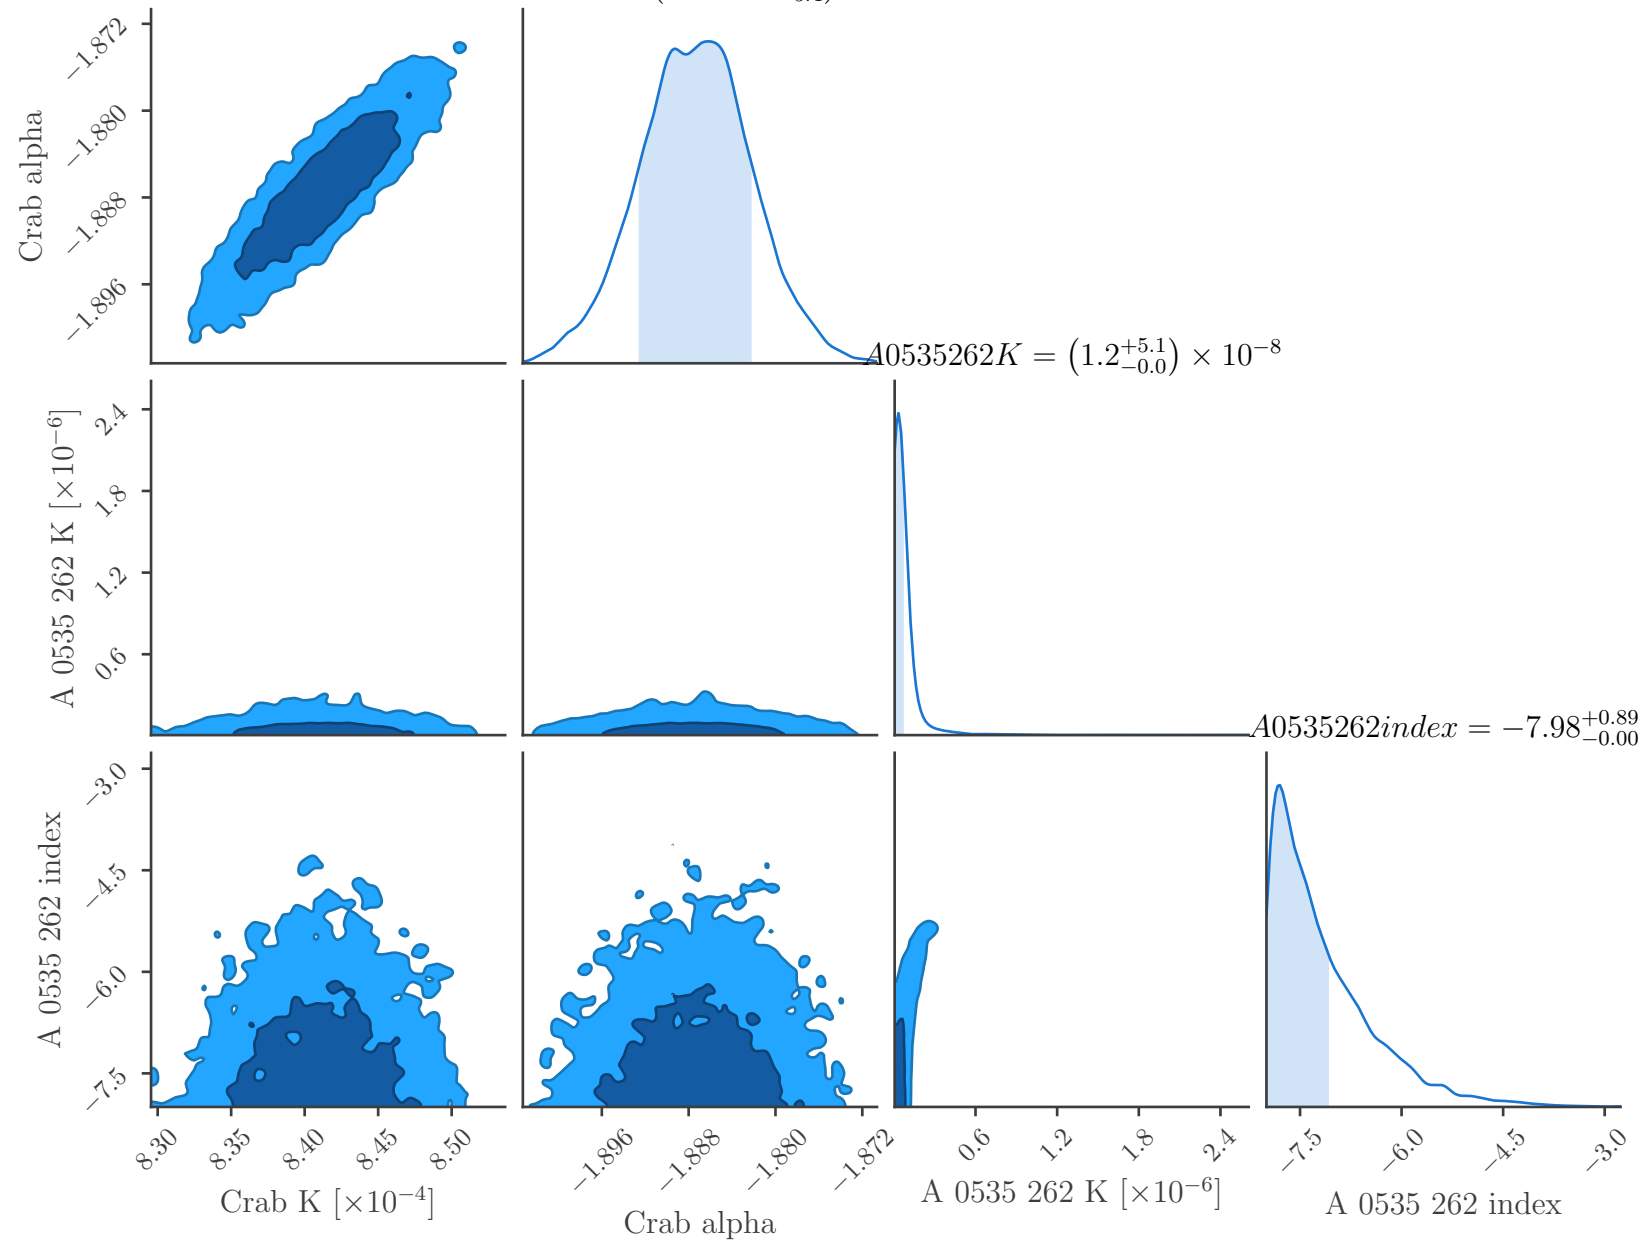 −1.872
−1.880
−1.888
−1.896
Crab alpha
A0535262K = (1.2^{+5.1}_{−0.0}) × 10^{−8}
2.4
1.8
1.2
0.6
A 0535 262 K [×10^{−6}]
A0535262index = −7.98^{+0.89}_{−0.00}
−3.0
−4.5
−6.0
−7.5
A 0535 262 index
8.30 8.35 8.40 8.45 8.50
−1.896 −1.888 −1.880 −1.872
0.6 1.2 1.8 2.4
−7.5 −6.0 −4.5 −3.0
Crab K [×10^{−4}]
Crab alpha
A 0535 262 K [×10^{−6}]
A 0535 262 index